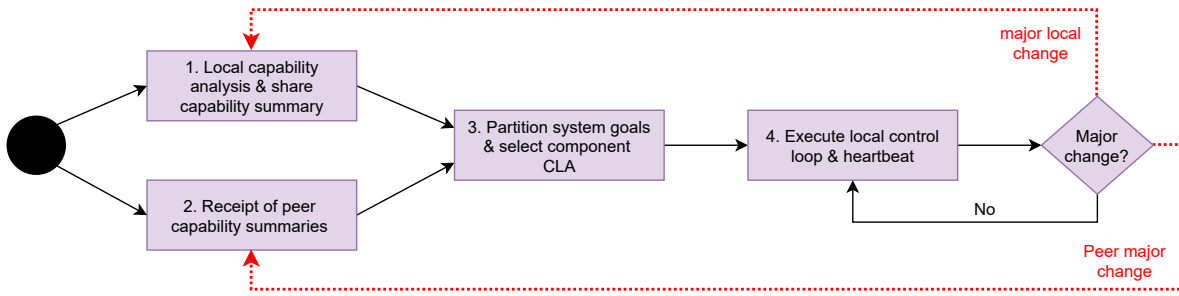 major local
change
1. Local capability
analysis & share
capability summary
3. Partition system goals
& select component
CLA
4. Execute local control
loop & heartbeat
Major
change?
2. Receipt of peer
capability summaries
No
Peer major
change